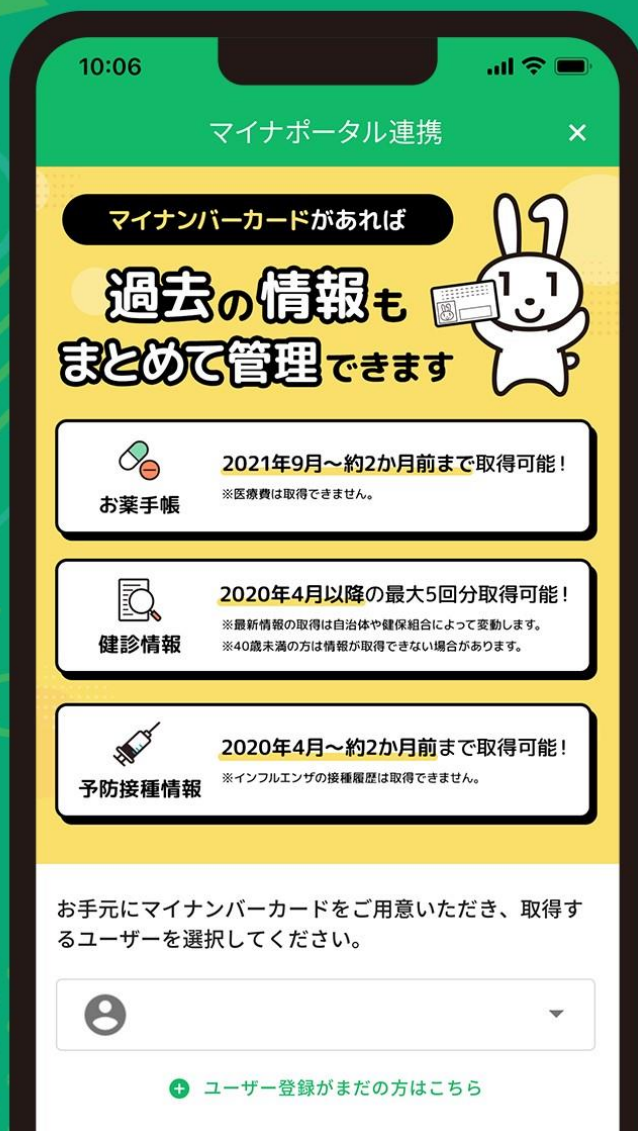 10:06
マイナポータル連携
マイナンバーカードがあれば
過去の情報も
まとめて管理できます
お薬手帳
2021年9月〜約2か月前まで取得可能！
※医療費は取得できません。
健診情報
2020年4月以降の最大5回分取得可能！
※最新情報の取得は自治体や健保組合によって変動します。
※40歳未満の方は情報が取得できない場合があります。
予防接種情報
2020年4月〜約2か月前まで取得可能！
※インフルエンザの接種履歴は取得できません。
お手元にマイナンバーカードをご用意いただき、取得す
るユーザーを選択してください。
ユーザー登録がまだの方はこちら